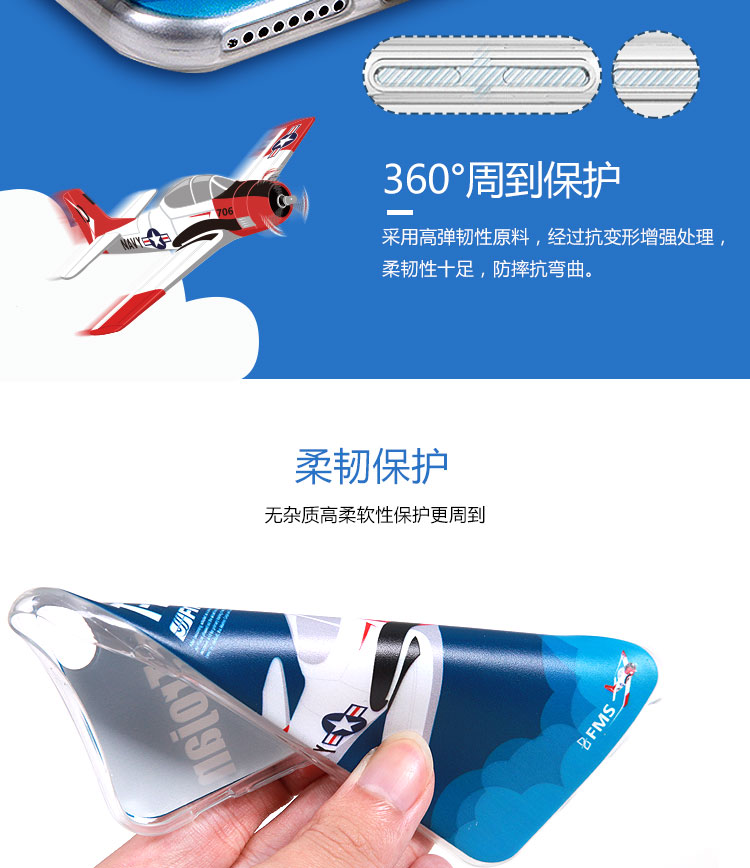 360°周到保护
采用高弹韧性原料，经过抗变形增强处理，
柔韧性十足，防摔抗弯曲。
706
NAVY
柔韧保护
无杂质高柔软性保护更周到
FMS